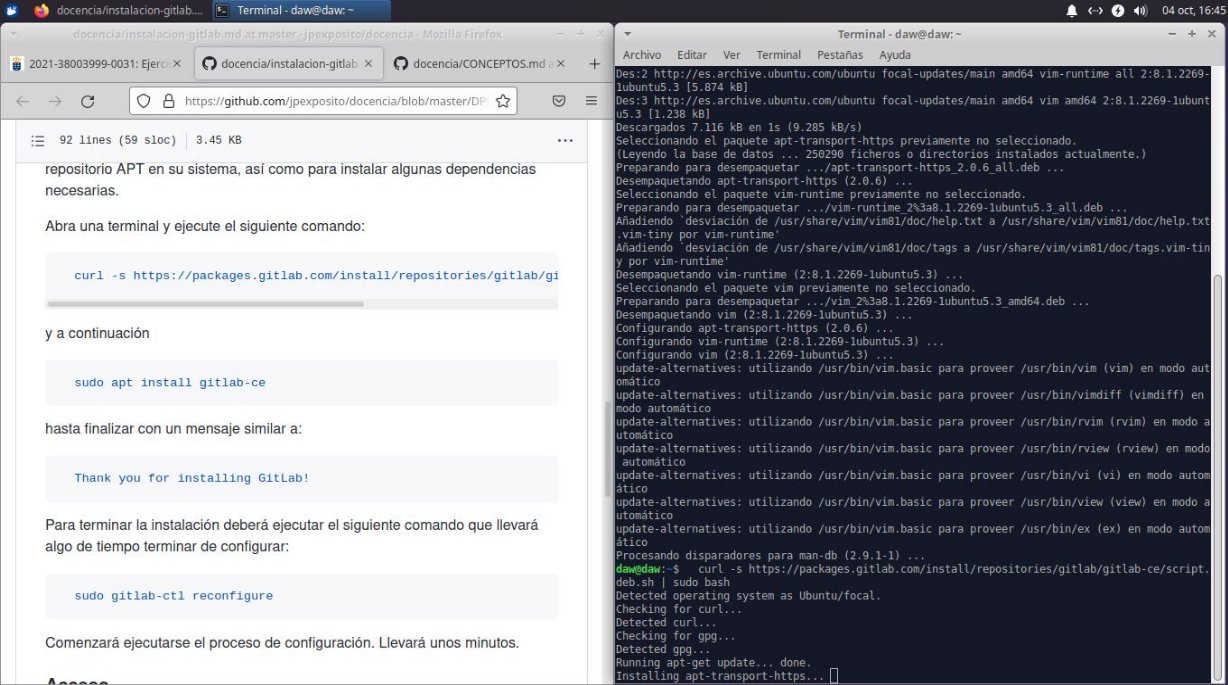 docencia/instalacion-gitlab....
Terminal - daw@daw: ~
04 oct, 16:45
docencia/instalacion-gitlab.md at master · jpexposito/docencia - Mozilla Firefox
2021-38003999-0031: Ejerci
docencia/instalacion-gitlab
docencia/CONCEPTOS.md a
https://github.com/jpexposito/docencia/blob/master/DP
92 lines (59 sloc)
3.45 KB
repositorio APT en su sistema, así como para instalar algunas dependencias
necesarias.
Abra una terminal y ejecute el siguiente comando:
curl -s https://packages.gitlab.com/install/repositories/gitlab/gi
y a continuación
sudo apt install gitlab-ce
hasta finalizar con un mensaje similar a:
Thank you for installing GitLab!
Para terminar la instalación deberá ejecutar el siguiente comando que llevará
algo de tiempo terminar de configurar:
sudo gitlab-ctl reconfigure
Comenzará ejecutarse el proceso de configuración. Llevará unos minutos.
Acceso
Terminal - daw@daw: ~
Archivo Editar Ver Terminal Pestañas Ayuda
Des:2 http://es.archive.ubuntu.com/ubuntu focal-updates/main amd64 vim-runtime all 2:8.1.2269-
1ubuntu5.3 [5.874 kB]
Des:3 http://es.archive.ubuntu.com/ubuntu focal-updates/main amd64 vim amd64 2:8.1.2269-1ubunt
u5.3 [1.238 kB]
Descargados 7.116 kB en 1s (9.285 kB/s)
Seleccionando el paquete apt-transport-https previamente no seleccionado.
(Leyendo la base de datos ... 250290 ficheros o directorios instalados actualmente.)
Preparando para desempaquetar .../apt-transport-https_2.0.6_all.deb ...
Desempaquetando apt-transport-https (2.0.6) ...
Seleccionando el paquete vim-runtime previamente no seleccionado.
Preparando para desempaquetar .../vim-runtime_2%3a8.1.2269-1ubuntu5.3_all.deb ...
Añadiendo `desviación de /usr/share/vim/vim81/doc/help.txt a /usr/share/vim/vim81/doc/help.txt
.vim-tiny por vim-runtime'
Añadiendo `desviación de /usr/share/vim/vim81/doc/tags a /usr/share/vim/vim81/doc/tags.vim-tin
y por vim-runtime'
Desempaquetando vim-runtime (2:8.1.2269-1ubuntu5.3) ...
Seleccionando el paquete vim previamente no seleccionado.
Preparando para desempaquetar .../vim_2%3a8.1.2269-1ubuntu5.3_amd64.deb ...
Desempaquetando vim (2:8.1.2269-1ubuntu5.3) ...
Configurando apt-transport-https (2.0.6) ...
Configurando vim-runtime (2:8.1.2269-1ubuntu5.3) ...
Configurando vim (2:8.1.2269-1ubuntu5.3) ...
update-alternatives: utilizando /usr/bin/vim.basic para proveer /usr/bin/vim (vim) en modo aut
omático
update-alternatives: utilizando /usr/bin/vim.basic para proveer /usr/bin/vimdiff (vimdiff) en
modo automático
update-alternatives: utilizando /usr/bin/vim.basic para proveer /usr/bin/rvim (rvim) en modo a
utomático
update-alternatives: utilizando /usr/bin/vim.basic para proveer /usr/bin/rview (rview) en modo
automático
update-alternatives: utilizando /usr/bin/vim.basic para proveer /usr/bin/vi (vi) en modo autom
ático
update-alternatives: utilizando /usr/bin/vim.basic para proveer /usr/bin/view (view) en modo a
utomático
update-alternatives: utilizando /usr/bin/vim.basic para proveer /usr/bin/ex (ex) en modo autom
ático
Procesando disparadores para man-db (2.9.1-1) ...
daw@daw:~$ curl -s https://packages.gitlab.com/install/repositories/gitlab/gitlab-ce/script.
deb.sh | sudo bash
Detected operating system as Ubuntu/focal.
Checking for curl...
Detected curl...
Checking for gpg...
Detected gpg...
Running apt-get update... done.
Installing apt-transport-https...